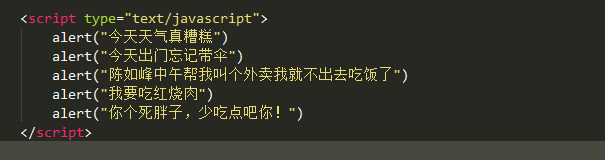 <script type="text/javascript">
alert("今天天气真糟糕")
alert("今天出门忘记带伞")
alert("陈如峰中午帮我叫个外卖我就不出去吃饭了")
alert("我要吃红烧肉")
alert("你个死胖子，少吃点吧你！")
</script>